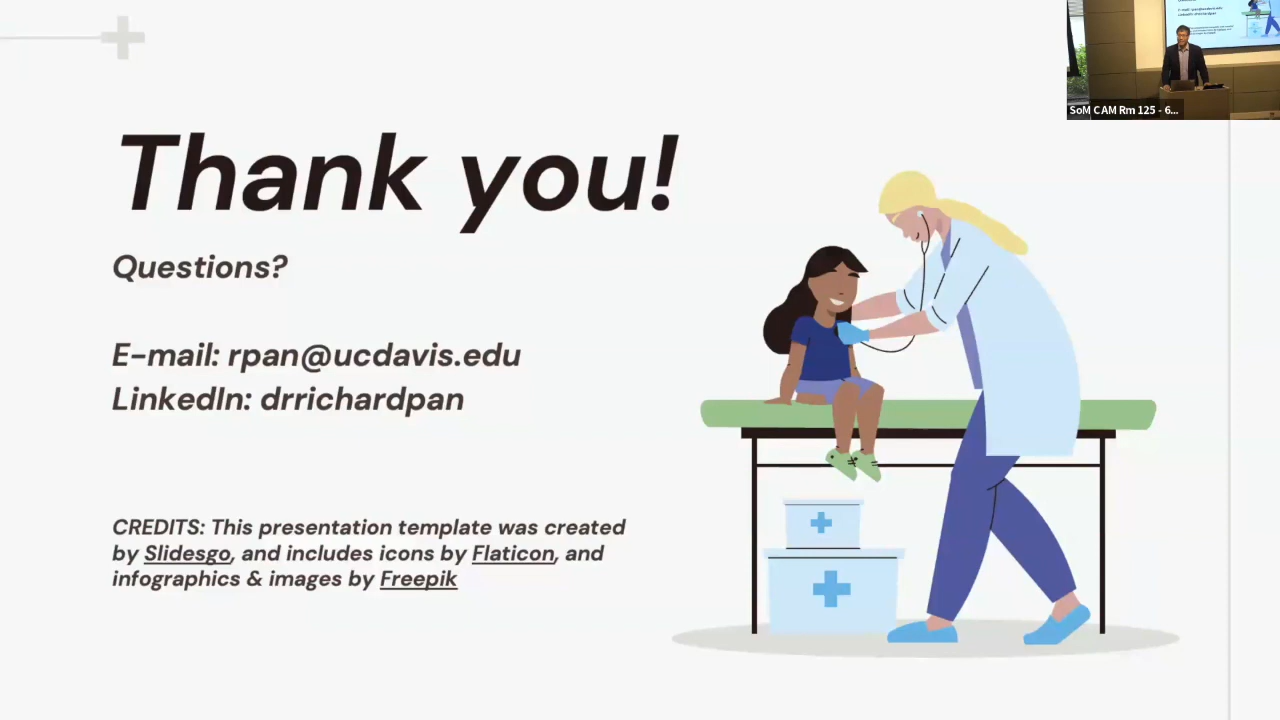 Thank you!
Questions?
E-mail: rpan@ucdavis.edu
LinkedIn: drrichardpan
CREDITS: This presentation template was created
by Slidesgo, and includes icons by Flaticon, and
infographics & images by Freepik
SoM CAM Rm 125 - 6...